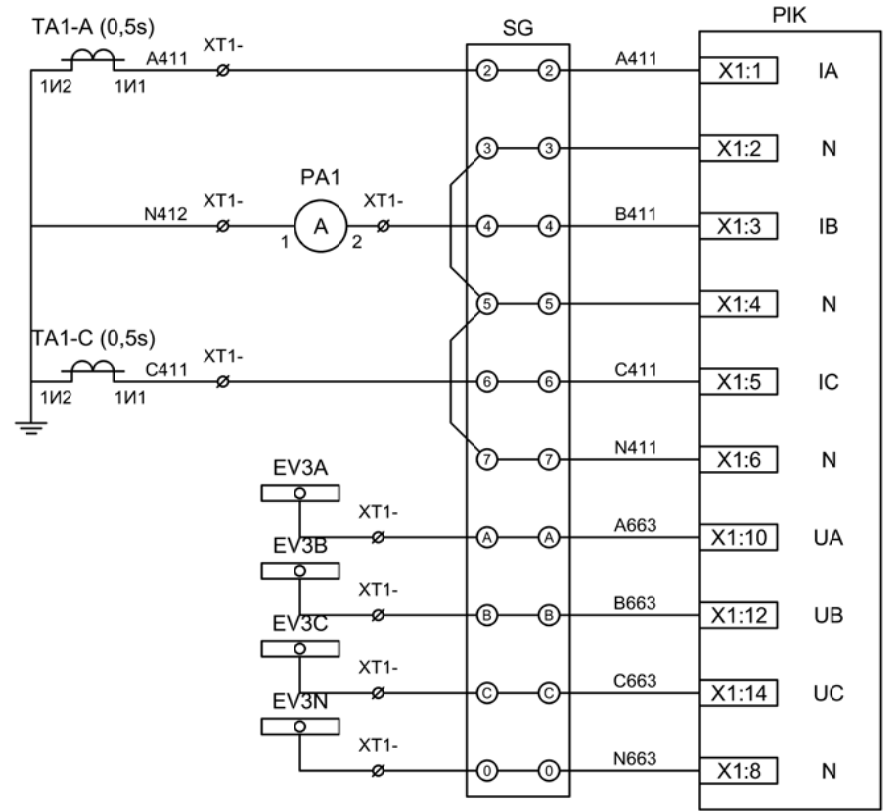 PIK
SG
TA1-A (0,5s)
XT1-
A411
1И2
1И1
2
2
A411
X1:1
IA
3
3
X1:2
N
PA1
N412
XT1-
1
A
2
XT1-
4
4
B411
X1:3
IB
5
5
X1:4
N
TA1-C (0,5s)
XT1-
C411
1И2
1И1
6
6
C411
X1:5
IC
7
7
N411
X1:6
N
EV3A
XT1-
A
A
A663
X1:10
UA
EV3B
XT1-
B
B
B663
X1:12
UB
EV3C
XT1-
C
C
C663
X1:14
UC
EV3N
XT1-
0
0
N663
X1:8
N